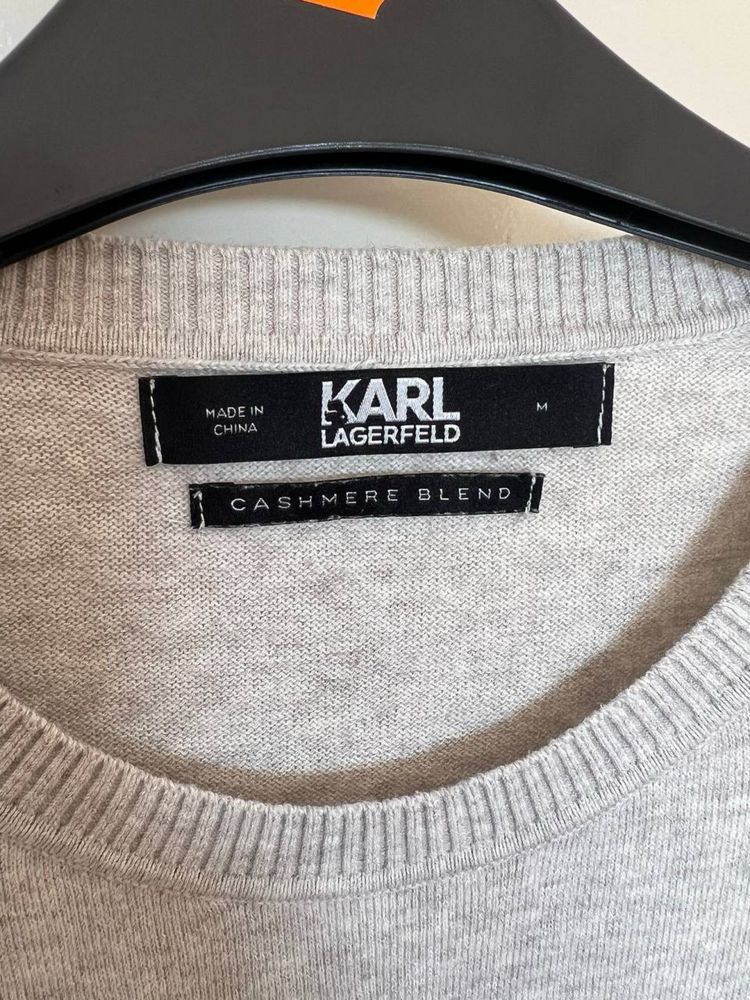 MADE IN
CHINA
KARL
LAGERFELD
M
CASHMERE BLEND